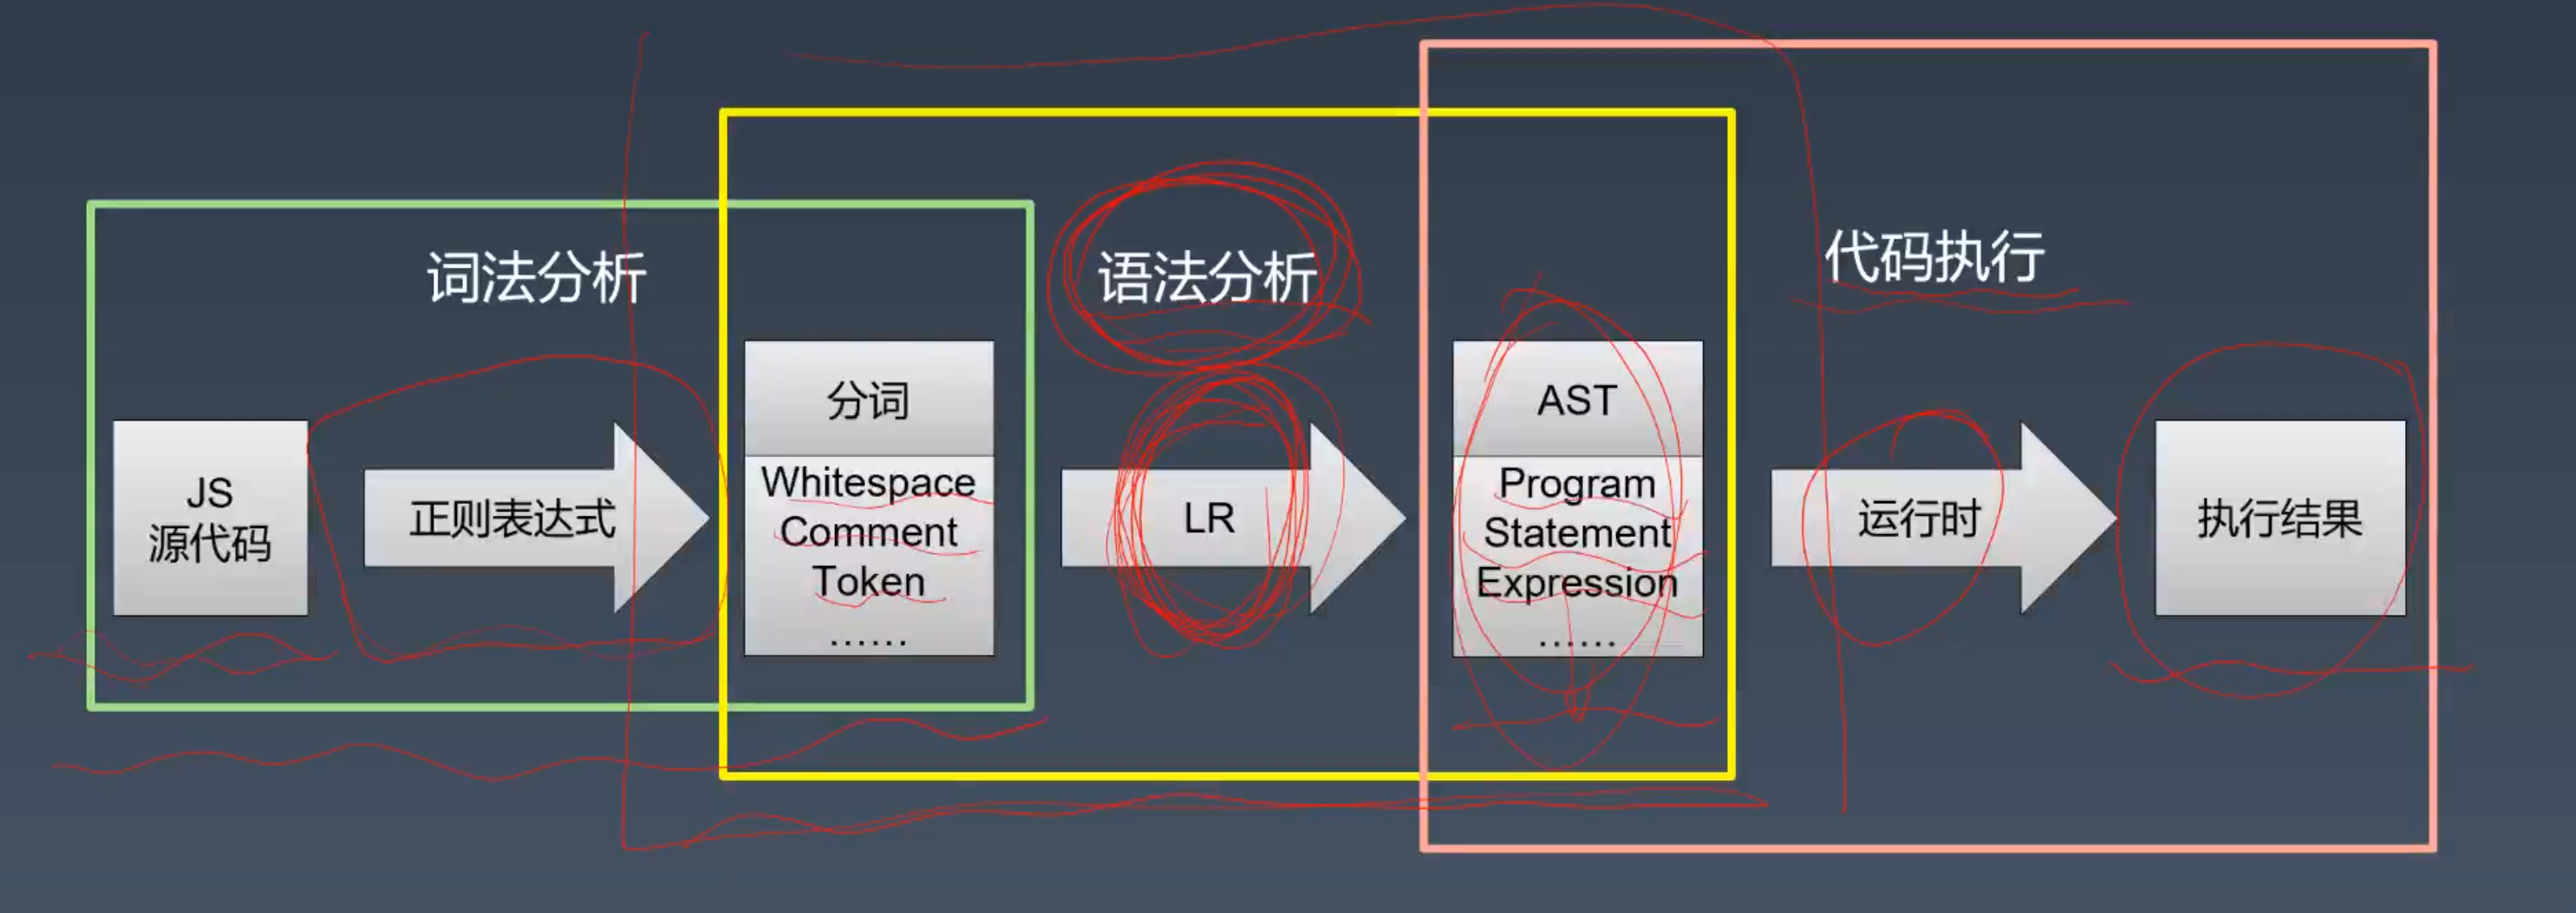 词法分析
语法分析
代码执行
JS
源代码
正则表达式
分词
Whitespace
Comment
Token
......
LR
AST
Program
Statement
Expression
......
运行时
执行结果